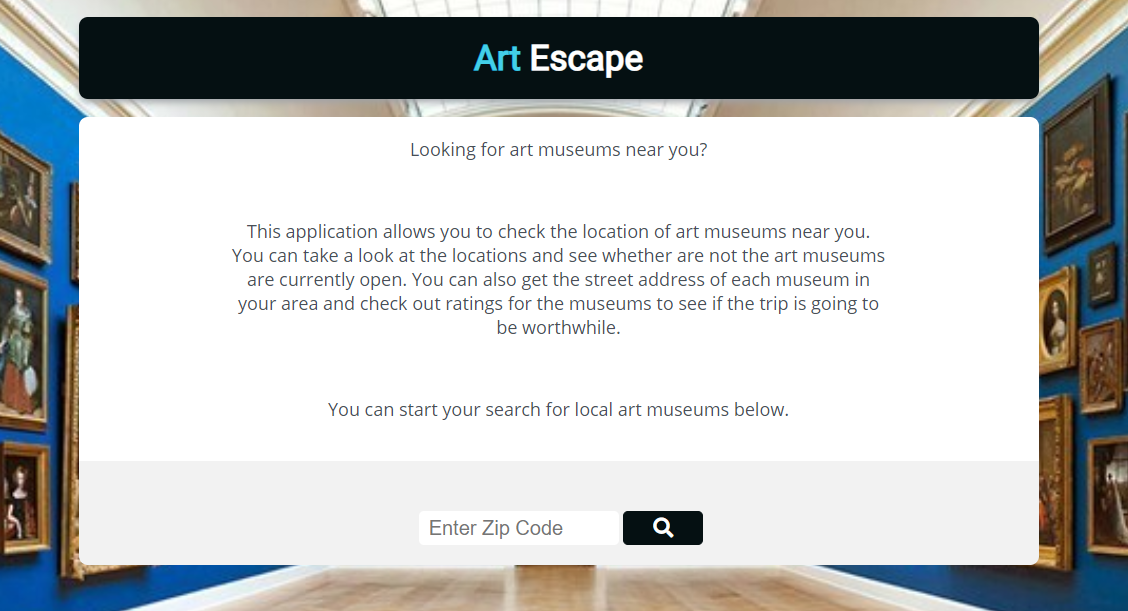 Art Escape
Looking for art museums near you?
This application allows you to check the location of art museums near you.
You can take a look at the locations and see whether are not the art museums
are currently open. You can also get the street address of each museum in
your area and check out ratings for the museums to see if the trip is going to
be worthwhile.
You can start your search for local art museums below.
Enter Zip Code